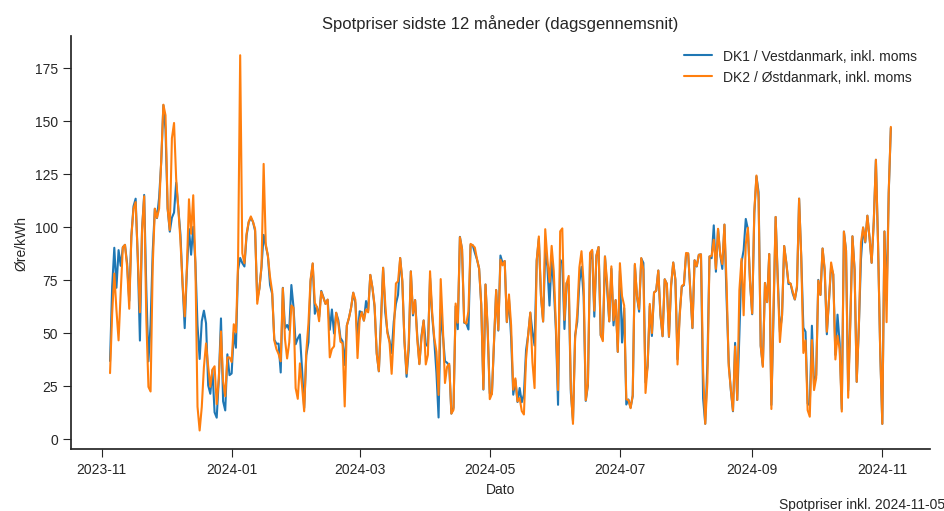 Spotpriser sidste 12 måneder (dagsgennemsnit)
DK1 / Vestdanmark, inkl. moms
DK2 / Østdanmark, inkl. moms
175
150
125
100
75
50
25
0
Øre/kWh
2023-11
2024-01
2024-03
2024-05
2024-07
2024-09
2024-11
Dato
Spotpriser inkl. 2024-11-05